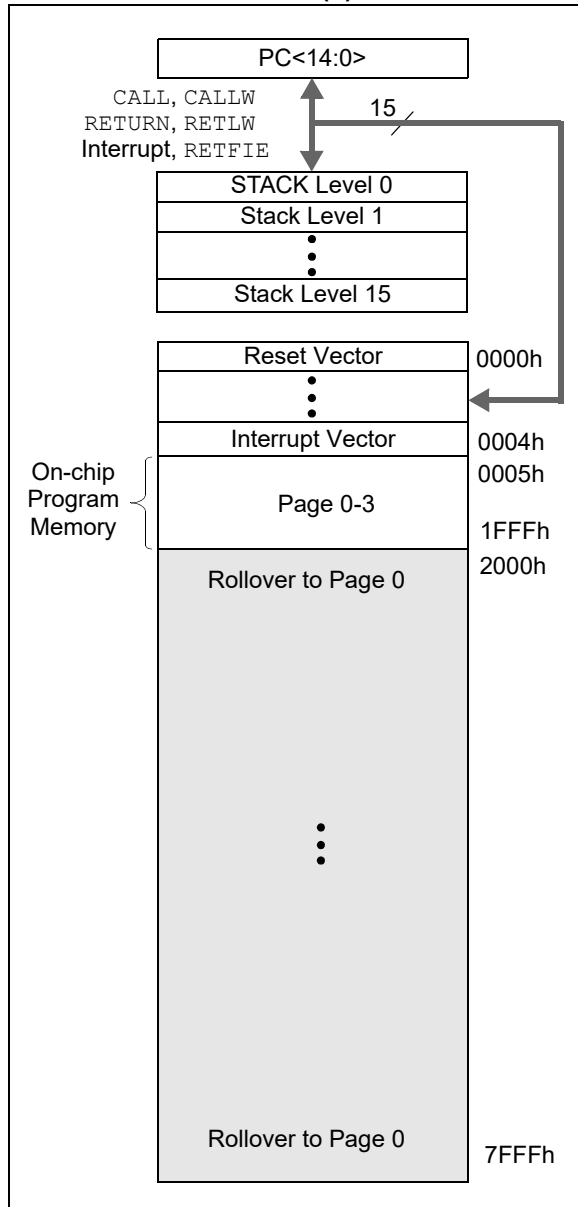 PC<14:0>
CALL, CALLW
RETURN, RETLW
Interrupt, RETFIE
15
STACK Level 0
Stack Level 1
Stack Level 15
Reset Vector
0000h
Interrupt Vector
0004h
On-chip
Program
Memory
0005h
Page 0-3
1FFFh
2000h
Rollover to Page 0
Rollover to Page 0
7FFFh